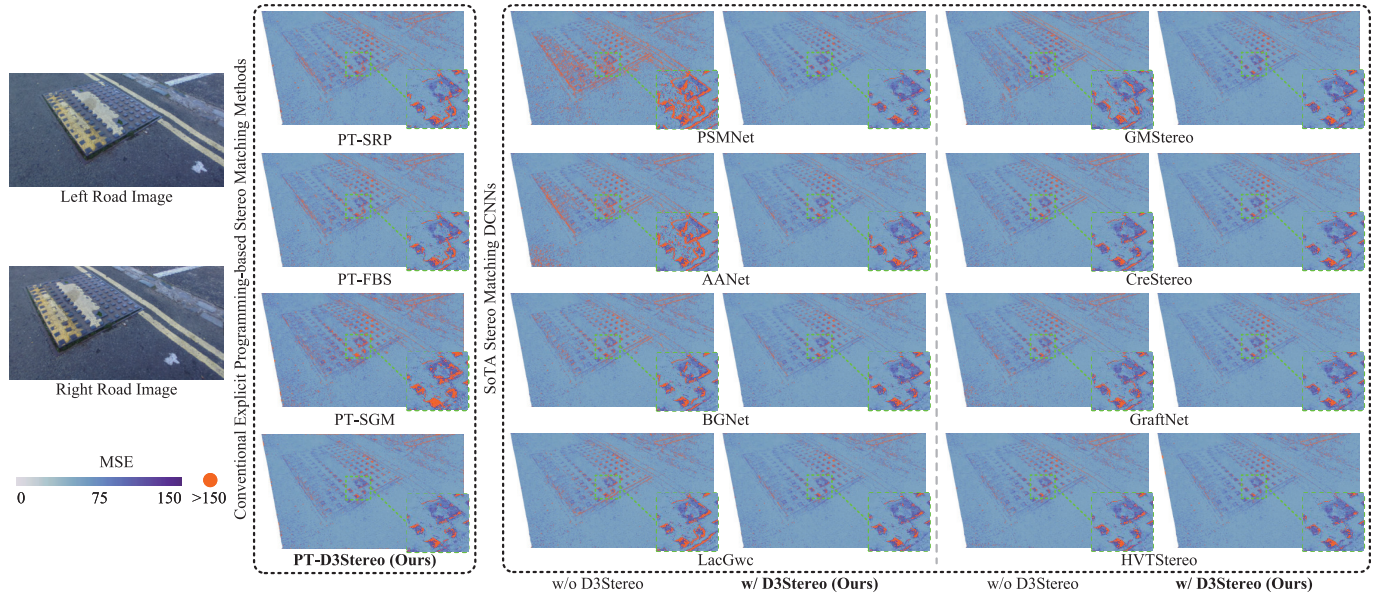 Left Road Image
Right Road Image
MSE
0 75 150 >150
Conventional Explicit Programming-based Stereo Matching Methods
PT-SRP
PT-FBS
PT-SGM
PT-D3Stereo (Ours)
SoTA Stereo Matching DCNNs
PSMNet
GMStereo
AANet
CreStereo
BGNet
GraftNet
LacGwc
HVTStereo
w/o D3Stereo
w/ D3Stereo (Ours)
w/o D3Stereo
w/ D3Stereo (Ours)